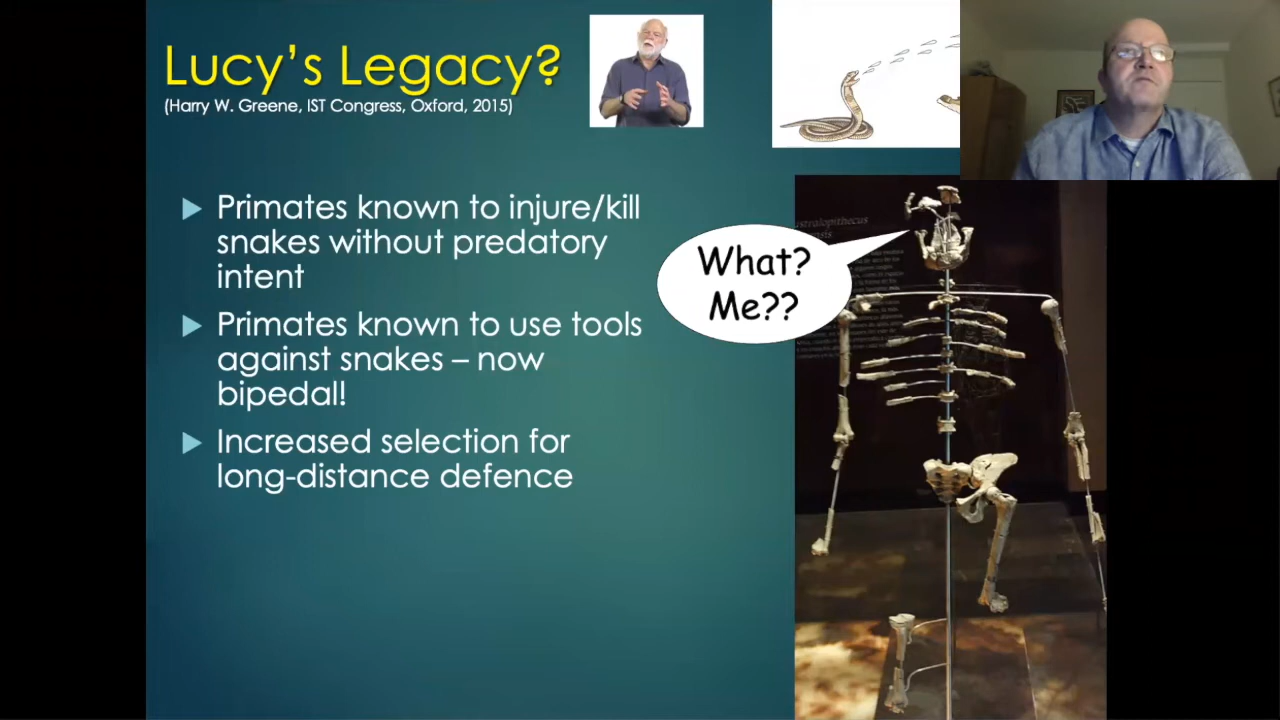 Lucy's Legacy?
(Harry W. Greene, IST Congress, Oxford, 2015)
Primates known to injure/kill
snakes without predatory
intent
Primates known to use tools
against snakes – now
bipedal!
Increased selection for
long-distance defence
What?
Me??